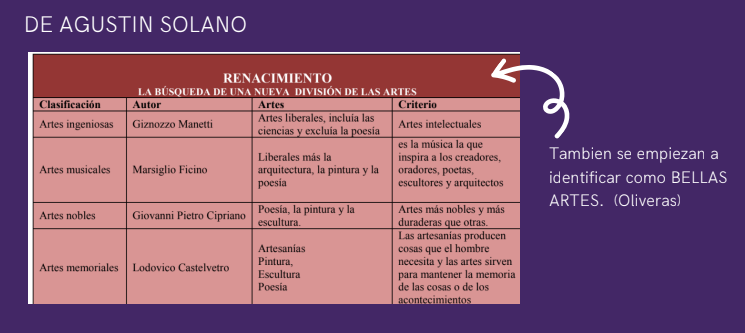 DE AGUSTIN SOLANO
RENACIMIENTO
LA BÚSQUEDA DE UNA NUEVA DIVISIÓN DE LAS ARTES
Clasificación Autor Artes Criterio
Artes ingeniosas Giznozzo Manetti Artes liberales, incluía las
ciencias y excluía la poesía Artes intelectuales
Artes musicales Marsiglio Ficino Liberales más la
arquitectura, la pintura y la
poesía
es la música la que
inspira a los creadores,
oradores, poetas,
escultores y arquitectos
Artes nobles Giovanni Pietro Cipriano Poesía, la pintura y la
escultura.
Artes más nobles y más
duraderas que otras.
Artes memoriales Lodovico Castelvetro Artesanías
Pintura,
Escultura
Poesía
Las artesanías producen
cosas que el hombre
necesita y las artes sirven
para mantener la memoria
de las cosas o de los
acontecimientos
Tambien se empiezan a
identificar como BELLAS
ARTES. (Oliveras)